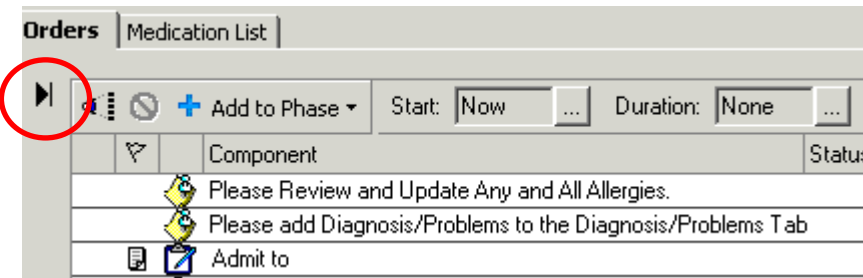 Orders Medication List
Add to Phase Start: Now ... Duration: None ...
Component Status
Please Review and Update Any and All Allergies.
Please add Diagnosis/Problems to the Diagnosis/Problems Tab
Admit to